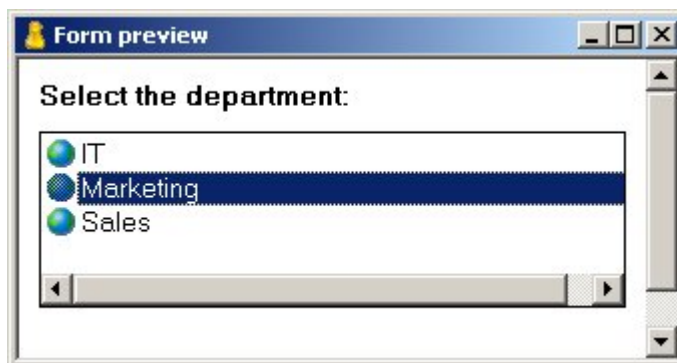 Form preview
Select the department:
IT
Marketing
Sales